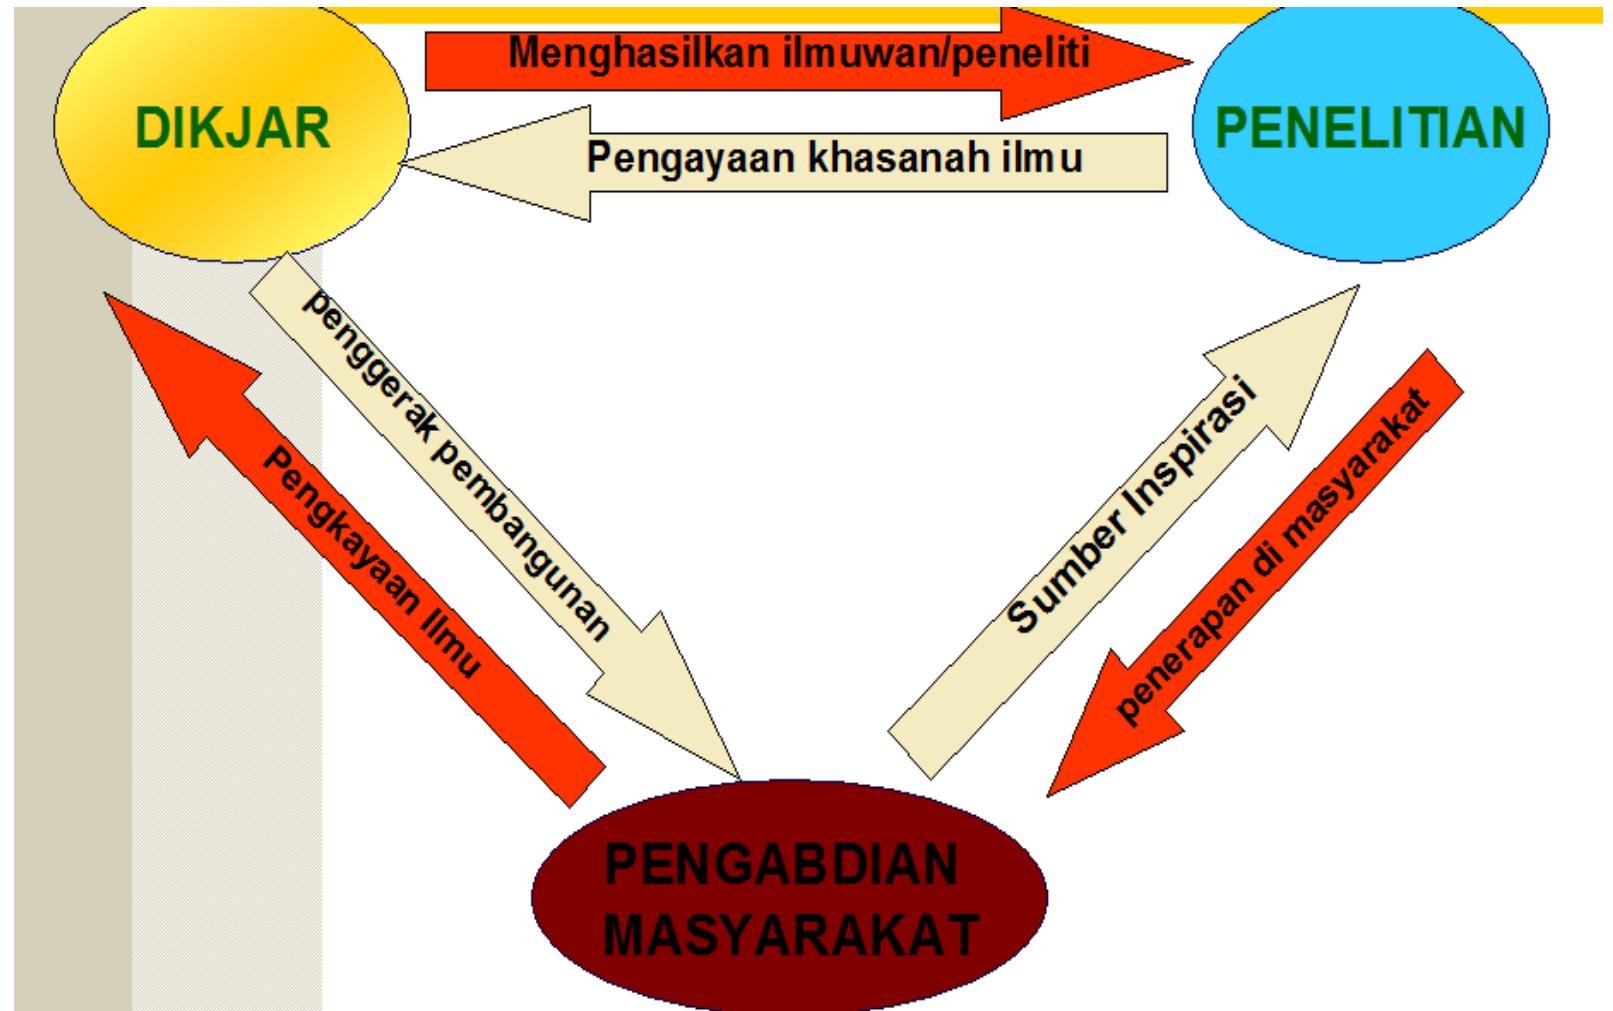 Menghasilkan ilmuwan/peneliti
DIKJAR
PENELITIAN
Pengayaan khasanah ilmu
penggerak pembangunan
Pengkayaan Ilmu
Sumber Inspirasi
penerapan di masyarakat
PENGABDIAN
MASYARAKAT